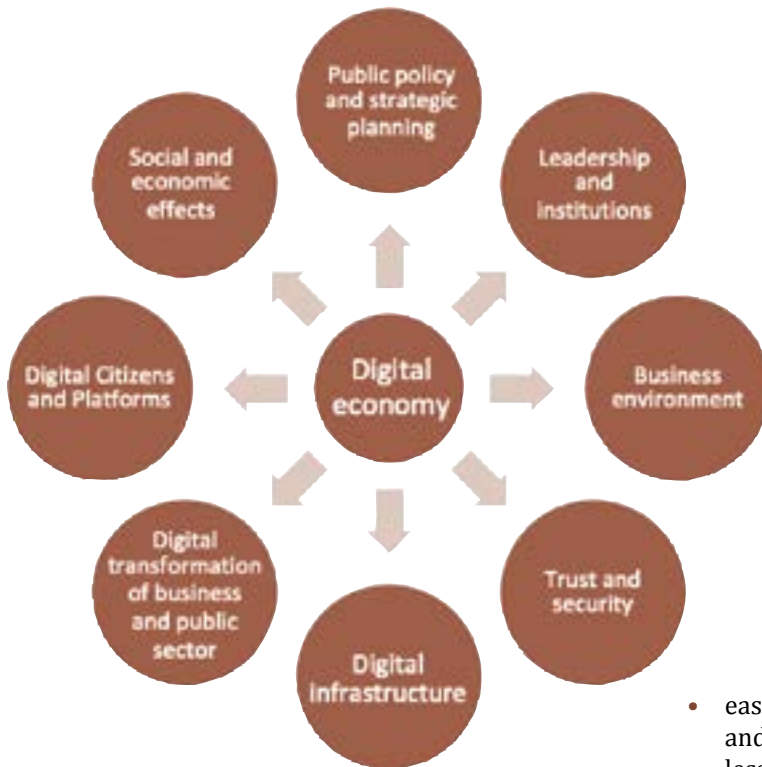 Public policy
and strategic
planning
Leadership
and
institutions
Business
environment
Trust and
security
Digital
infrastructure
Digital
transformation
of business
and public
sector
Digital Citizens
and Platforms
Social and
economic
effects
Digital
economy
• eas
and